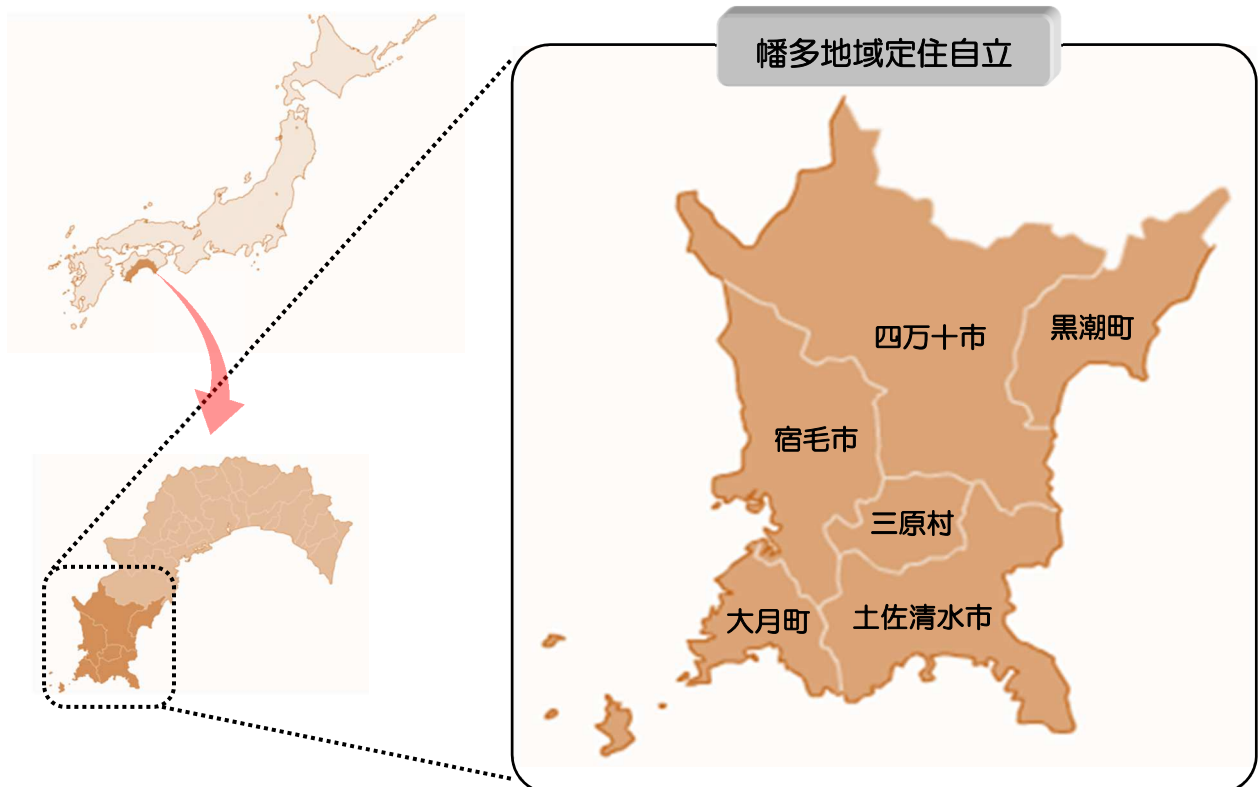 幡多地域定住自立
四万十市
黒潮町
宿毛市
三原村
大月町
土佐清水市